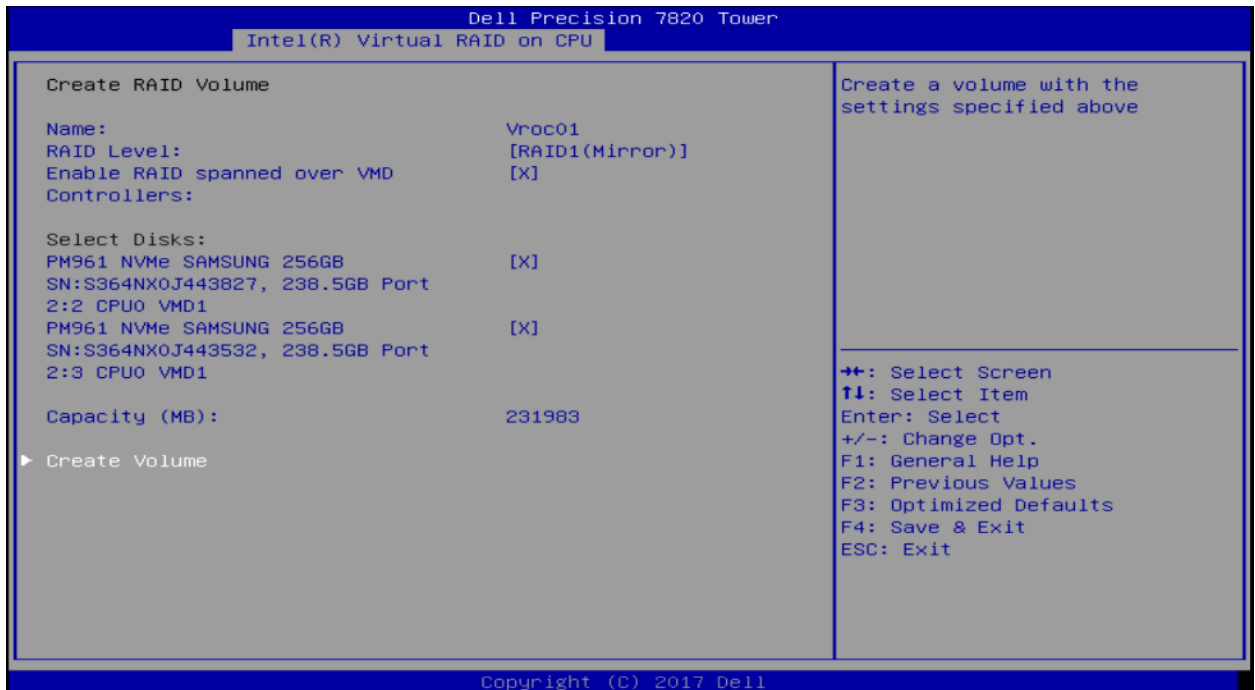 Dell Precision 7820 Tower
Intel(R) Virtual RAID on CPU
Create RAID Volume
Name: Vroc01
RAID Level: [RAID1(Mirror)]
Enable RAID spanned over VMD [X]
Controllers:
Select Disks:
PM961 NVMe SAMSUNG 256GB [X]
SN:S364NX0J443827, 238.5GB Port
2:2 CPU0 VMD1
PM961 NVMe SAMSUNG 256GB [X]
SN:S364NX0J443532, 238.5GB Port
2:3 CPU0 VMD1
Capacity (MB): 231983
Create Volume
Create a volume with the
settings specified above
→←: Select Screen
↑↓: Select Item
Enter: Select
+/-: Change Opt.
F1: General Help
F2: Previous Values
F3: Optimized Defaults
F4: Save & Exit
ESC: Exit
Copyright (C) 2017 Dell